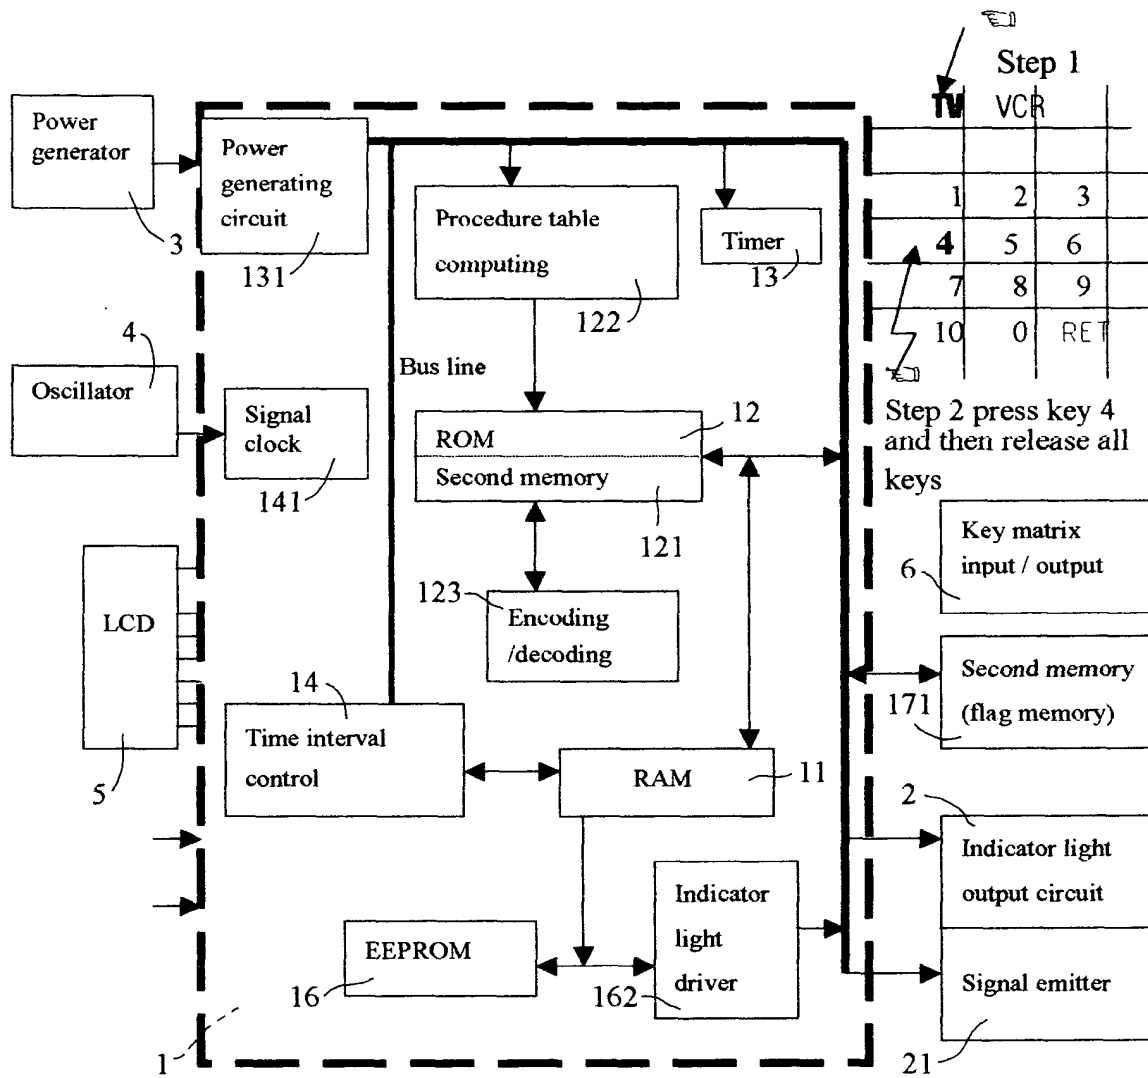 Step 1
TV VCR
Power
generator
3
Power
generating
circuit
131
Procedure table
computing
122
Timer
13
1 2 3
4 5 6
7 8 9
10 0 RET
4
Oscillator
Signal
clock
141
Bus line
ROM
12
Second memory
121
Step 2 press key 4
and then release all
keys
123
Encoding
/decoding
Key matrix
input / output
6
LCD
5
14
Time interval
control
RAM
11
Second memory
(flag memory)
171
2
Indicator light
output circuit
Indicator
light
driver
162
EEPROM
16
Signal emitter
21
1